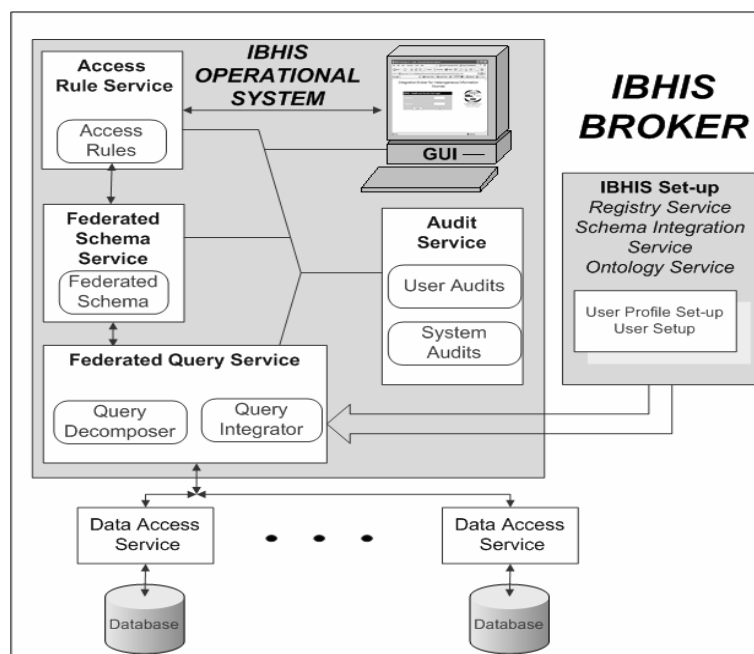 IBHIS
OPERATIONAL
SYSTEM
Access
Rule Service
Access
Rules
GUI
IBHIS
BROKER
Federated
Schema
Service
Federated
Schema
Audit
Service
User Audits
System
Audits
IBHIS Set-up
Registry Service
Schema Integration
Service
Ontology Service
User Profile Set-up
User Setup
Federated Query Service
Query
Decomposer
Query
Integrator
Data Access
Service
Data Access
Service
Database
Database